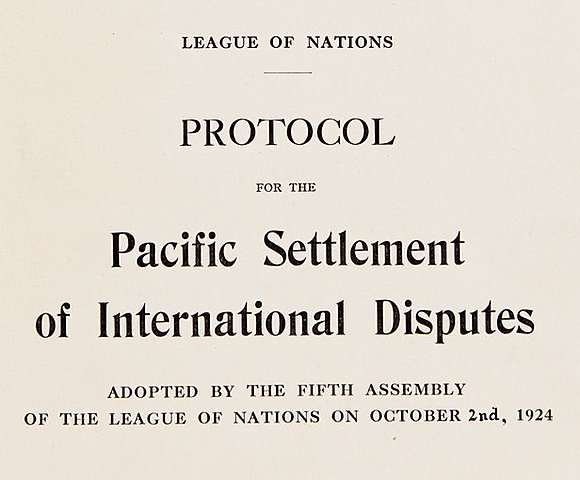 LEAGUE OF NATIONS
PROTOCOL
FOR THE
Pacific Settlement
of International Disputes
ADOPTED BY THE FIFTH ASSEMBLY
OF THE LEAGUE OF NATIONS ON OCTOBER 2nd, 1924